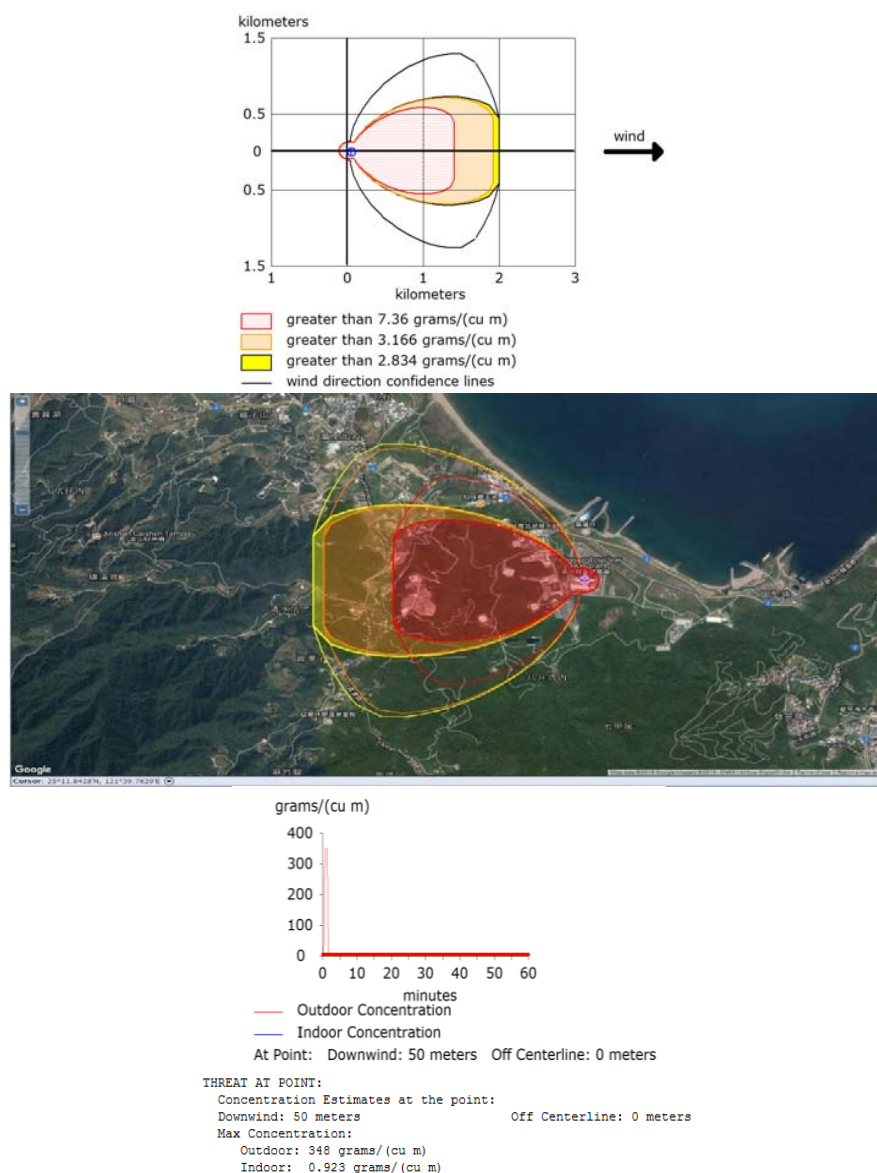 kilometers
1.5
0.5
0
0.5
1.5
1 0 1 2 3
kilometers
wind
greater than 7.36 grams/(cu m)
greater than 3.166 grams/(cu m)
greater than 2.834 grams/(cu m)
wind direction confidence lines
Jinshan Caishen Temple
Google
grams/(cu m)
400
300
200
100
0
0 10 20 30 40 50 60
minutes
Outdoor Concentration
Indoor Concentration
At Point: Downwind: 50 meters Off Centerline: 0 meters
THREAT AT POINT:
Concentration Estimates at the point:
Downwind: 50 meters Off Centerline: 0 meters
Max Concentration:
Outdoor: 348 grams/(cu m)
Indoor: 0.923 grams/(cu m)